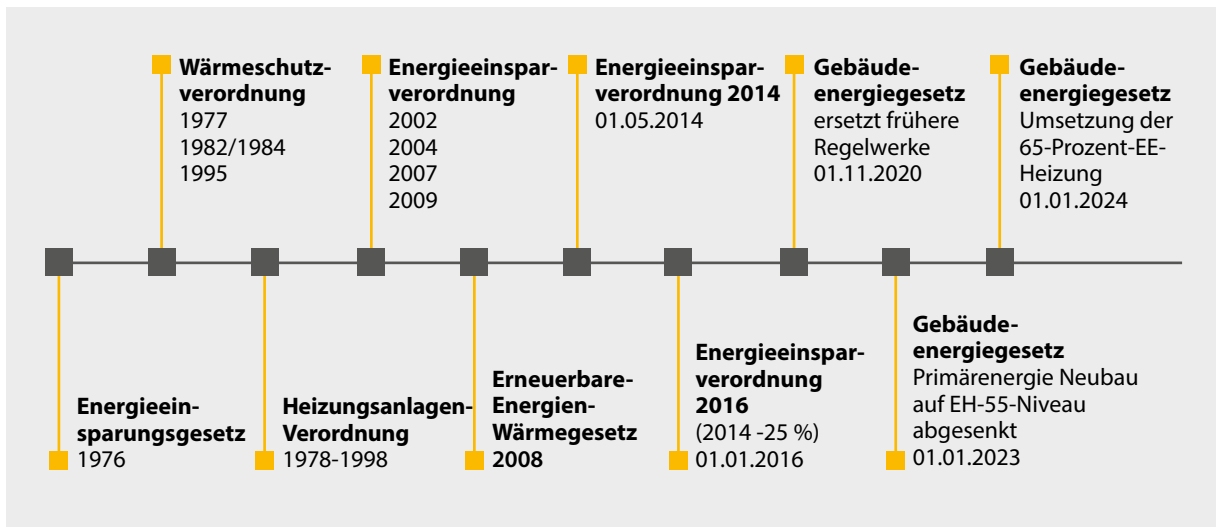 Wärmeschutz-
verordnung
1977
1982/1984
1995
Energieeinspar-
verordnung
2002
2004
2007
2009
Energieeinspar-
verordnung 2014
01.05.2014
Gebäude-
energiegesetz
ersetzt frühere
Regelwerke
01.11.2020
Gebäude-
energiegesetz
Umsetzung der
65-Prozent-EE-
Heizung
01.01.2024
Energieein-
sparungsgesetz
1976
Heizungsanlagen-
Verordnung
1978-1998
Erneuerbare-
Energien-
Wärmegesetz
2008
Energieeinspar-
verordnung
2016
(2014 -25 %)
01.01.2016
Gebäude-
energiegesetz
Primärenergie Neubau
auf EH-55-Niveau
abgesenkt
01.01.2023